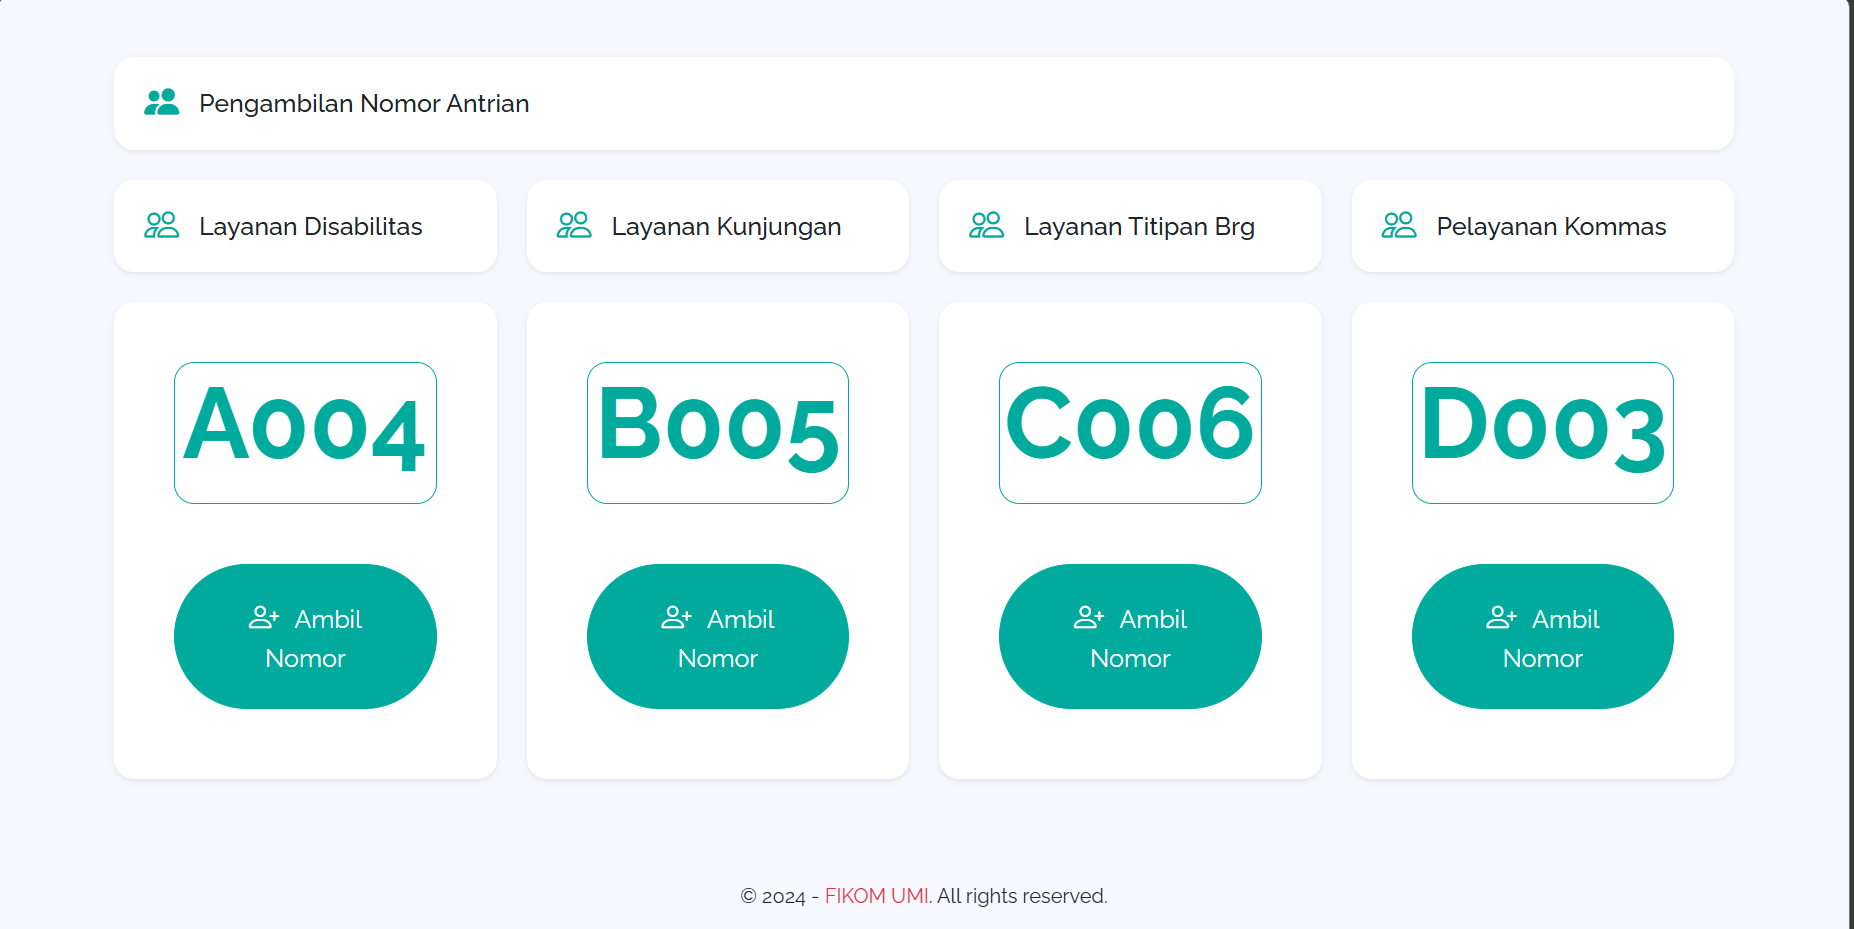 Pengambilan Nomor Antrian
Layanan Disabilitas
Layanan Kunjungan
Layanan Titipan Brg
Pelayanan Kommas
A004
B005
C006
D003
Ambil
Nomor
Ambil
Nomor
Ambil
Nomor
Ambil
Nomor
© 2024 - FIKOM UMI. All rights reserved.